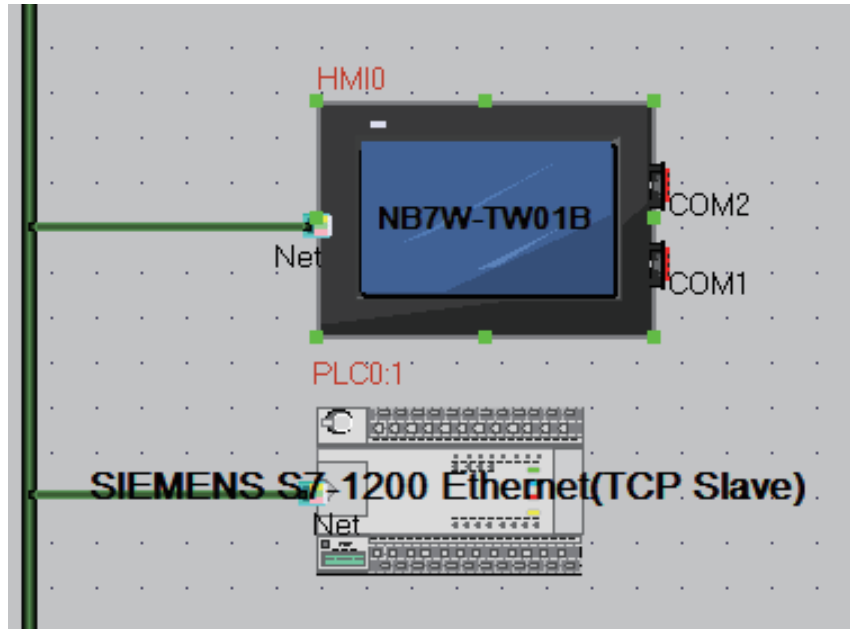 HMI0
NB7W-TW01B
COM2
Net
COM1
PLC0:1
SIEMENS S7-1200 Ethernet(TCP Slave)
Net